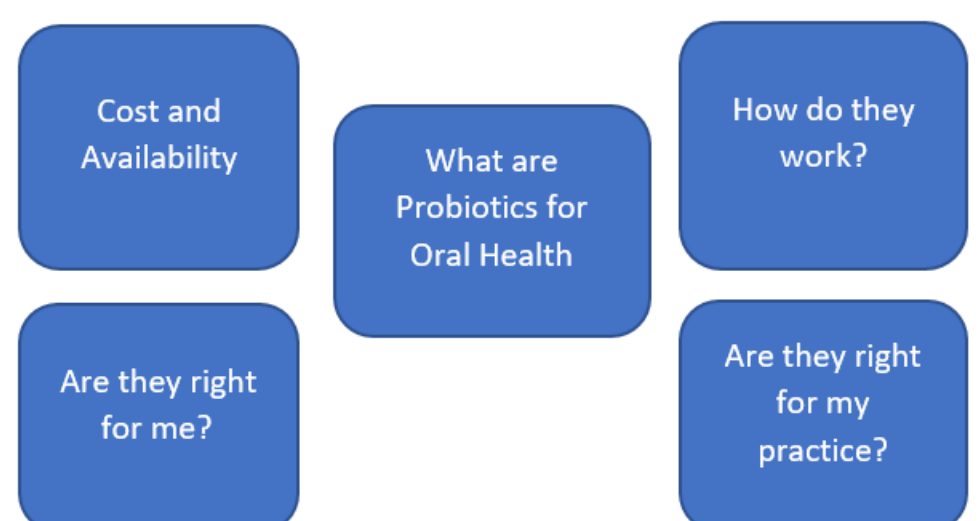 Cost and
Availability
What are
Probiotics for
Oral Health
How do they
work?
Are they right
for me?
Are they right
for my
practice?